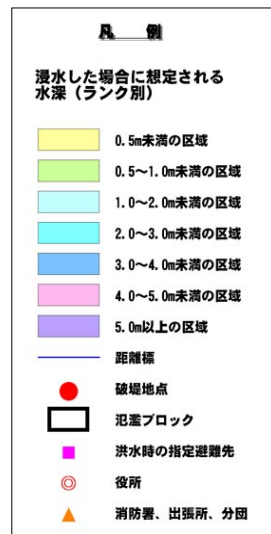 凡 例
浸水した場合に想定される
水深（ランク別）
0.5m未満の区域
0.5～1.0m未満の区域
1.0～2.0m未満の区域
2.0～3.0m未満の区域
3.0～4.0m未満の区域
4.0～5.0m未満の区域
5.0m以上の区域
距離標
破堤地点
氾濫ブロック
洪水時の指定避難先
役所
消防署、出張所、分団